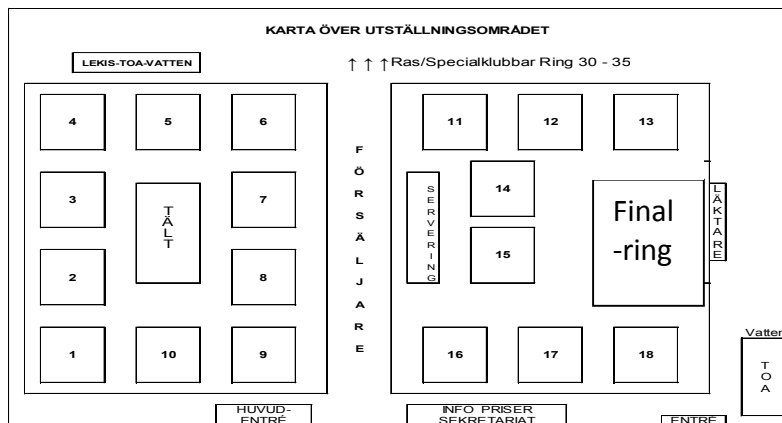 KARTA ÖVER UTSTÄLLNINGSOMRÅDET
LEKIS-TOA-VATTEN
↑ ↑ ↑ Ras/Specialklubbar Ring 30 - 35
4 5 6
11 12 13
3
TÄLT
7
2
8
1 10 9
FÖRSÄLJARE
SERVERING
14
15
Final
-ring
LÄKTARE
16 17 18
Vatten
TOA
HUVUD-
ENTRÉ
INFO PRISER
SEKRETARIAT
ENTRÉ